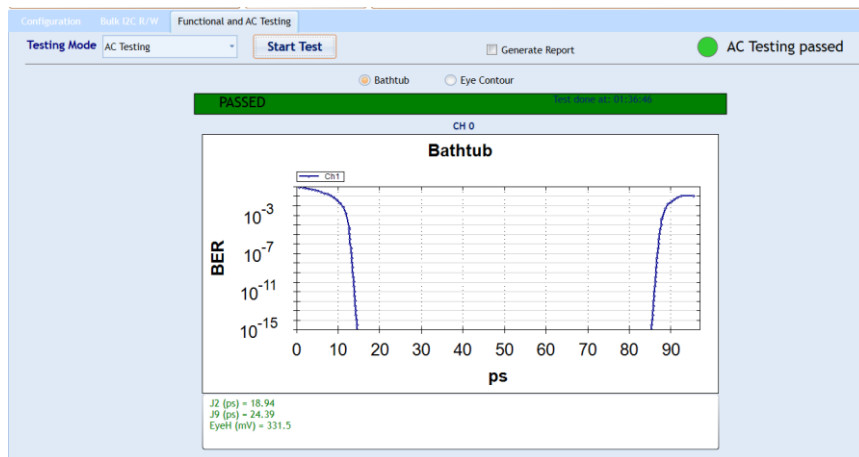 Configuration Bulk I2C R/W Functional and AC Testing
Testing Mode AC Testing Start Test Generate Report AC Testing passed
Bathtub Eye Contour
PASSED Test done at: 01:36:46
CH 0
Bathtub
Ch1
10-3
10-7
10-11
10-15
BER
0 10 20 30 40 50 60 70 80 90
ps
J2 (ps) = 18.94
J9 (ps) = 24.39
EyeH (mV) = 331.5